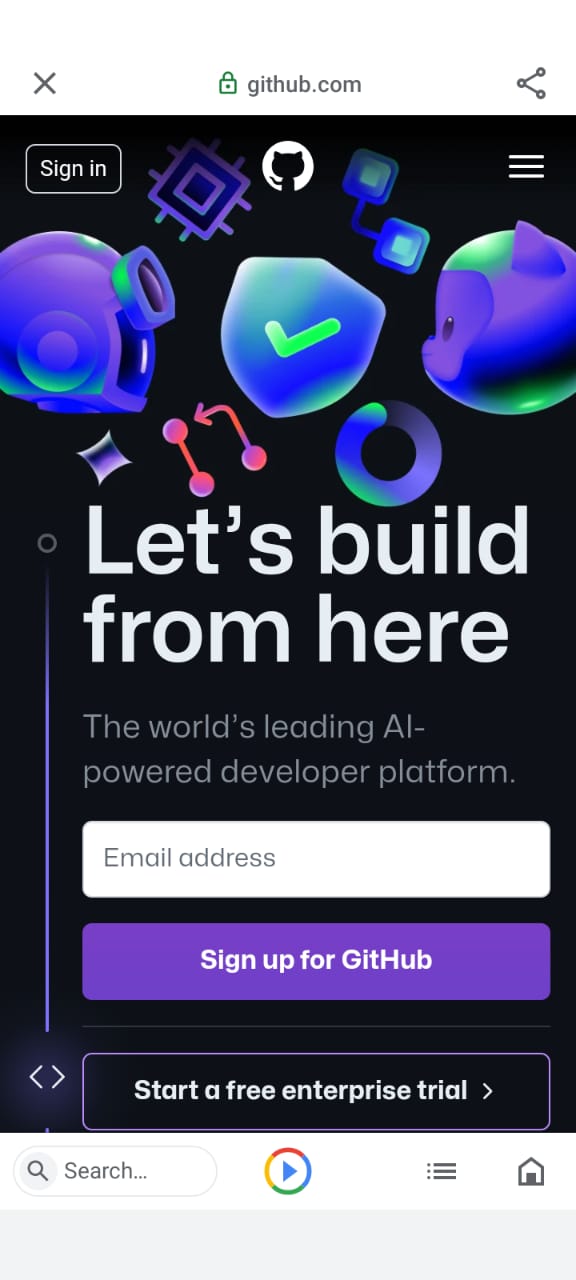 github.com
Sign in
Let’s build
from here
The world’s leading AI-
powered developer platform.
Email address
Sign up for GitHub
Start a free enterprise trial
Search...